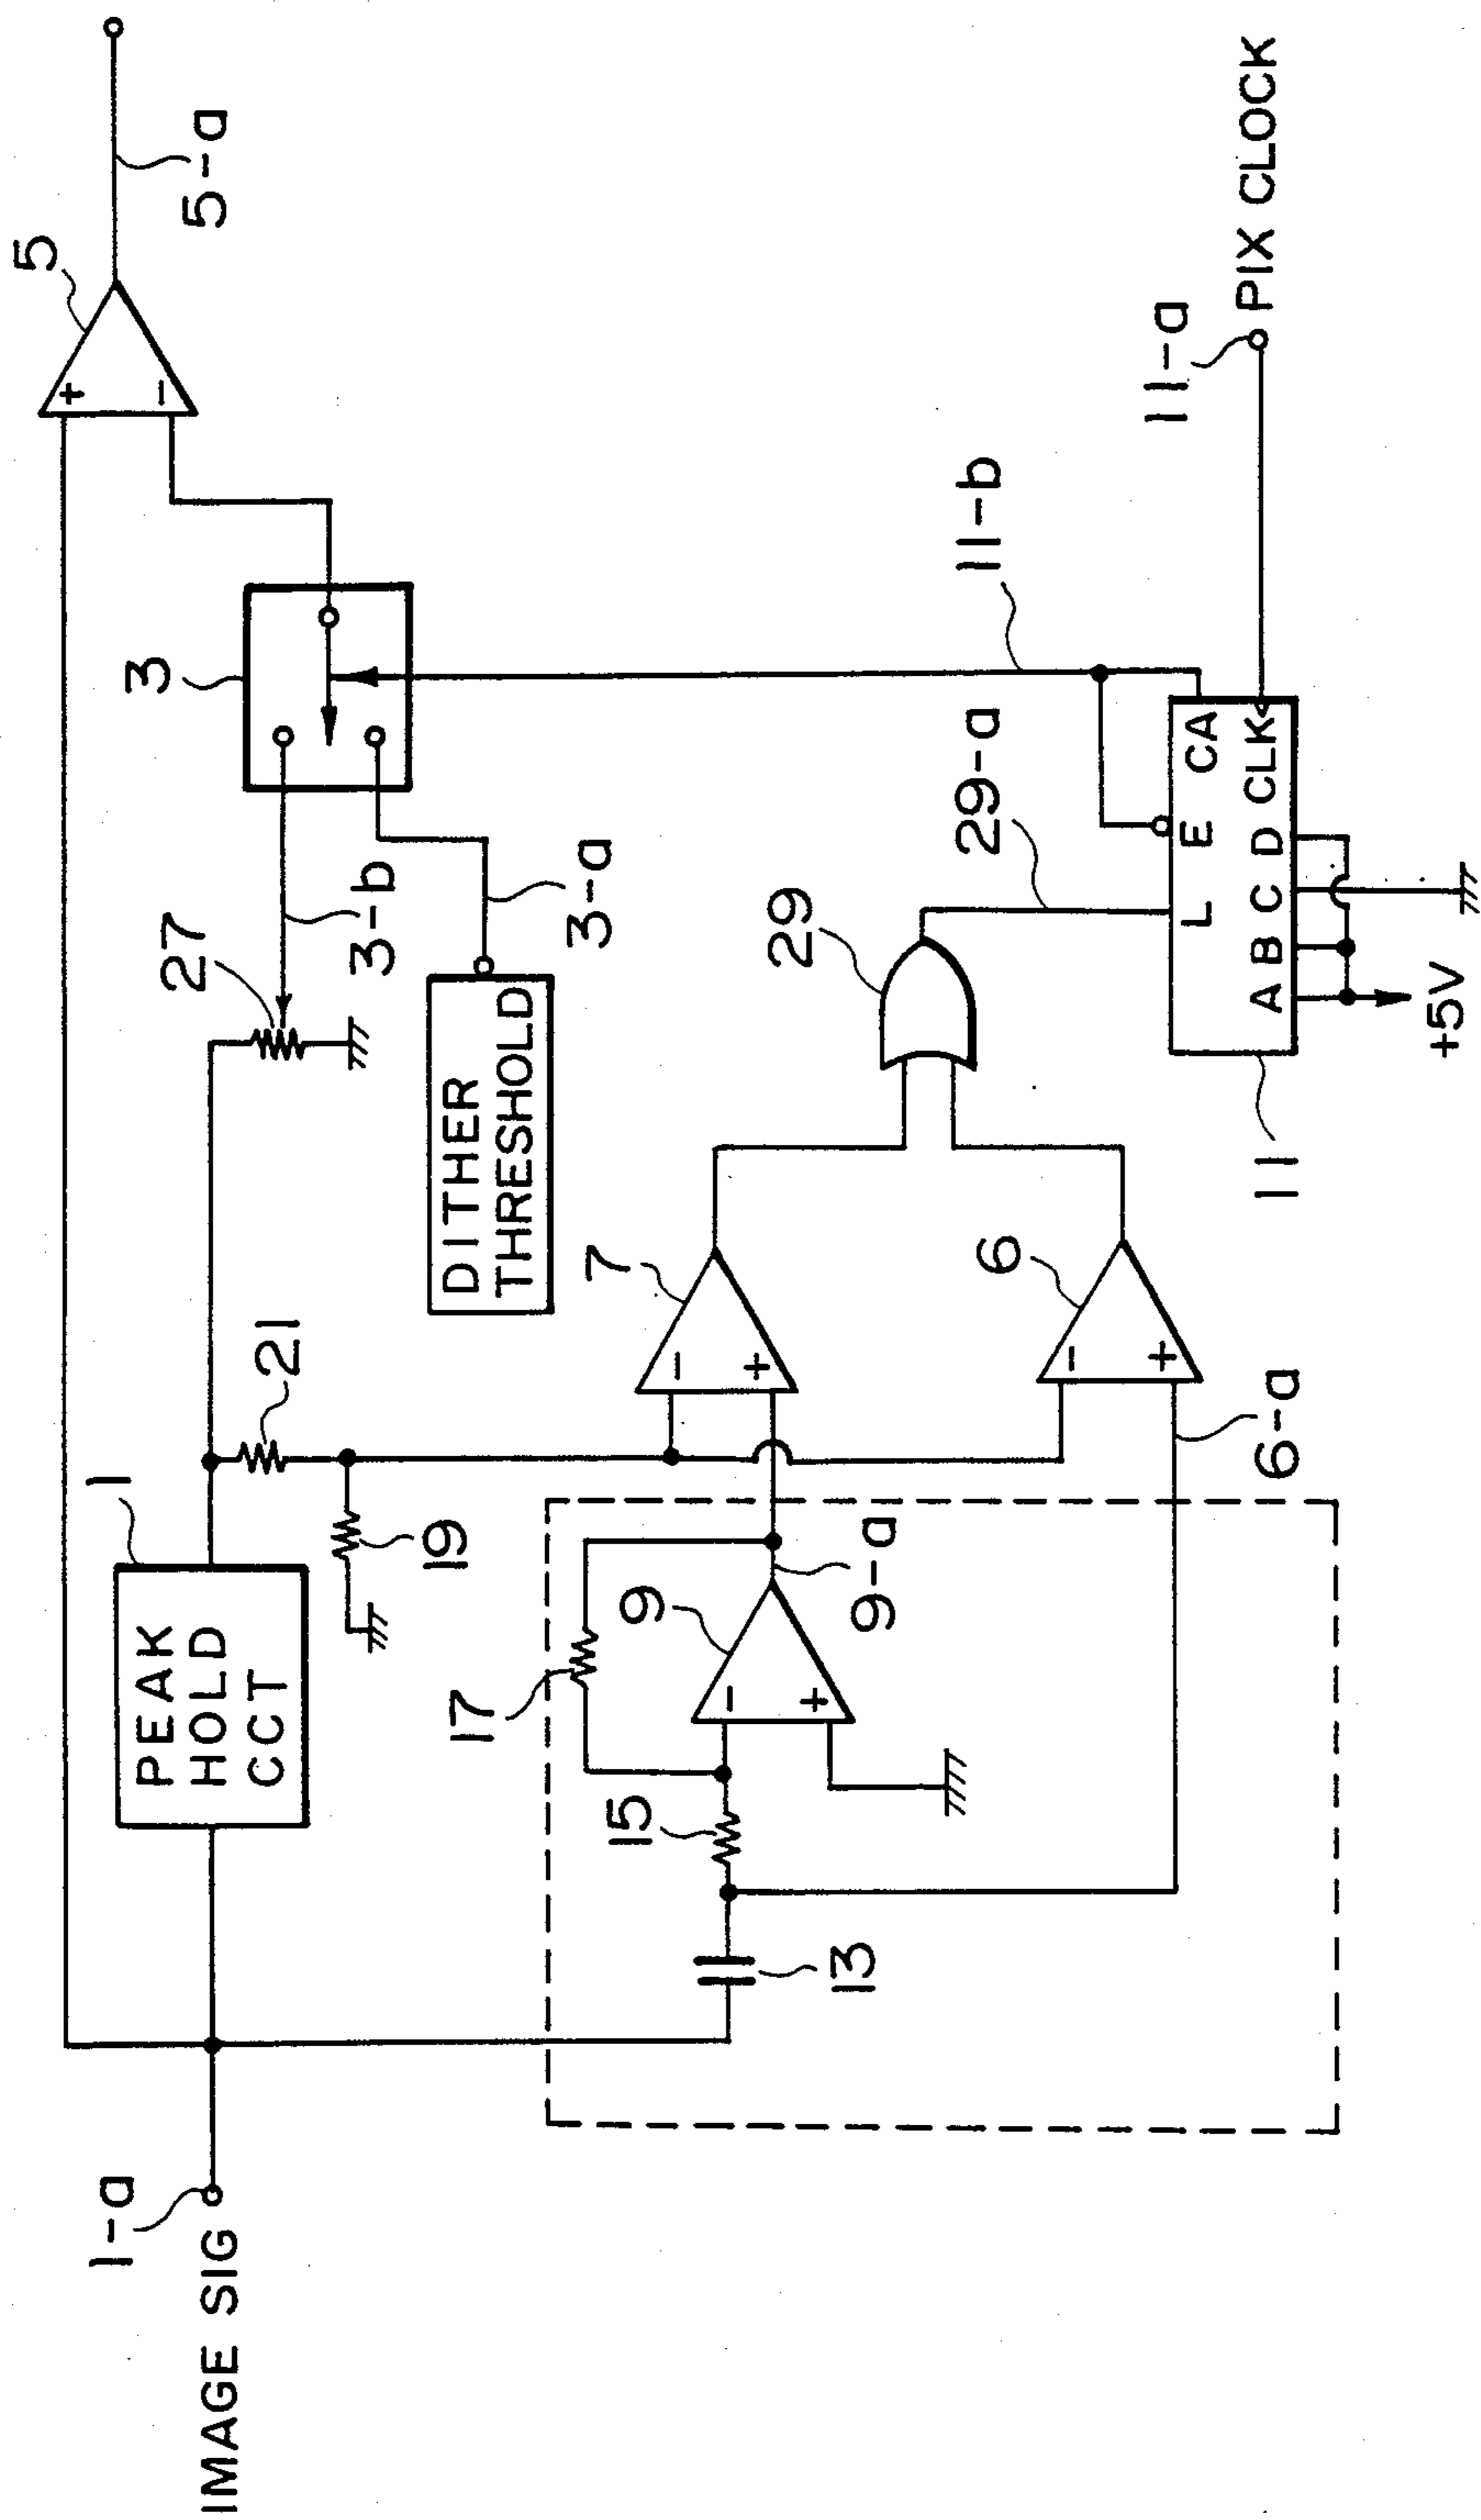 IMAGE SIG
1-a
PEAK
HOLD
CCT
1
21
19
27
3-b
3
3-a
DITHER
THRESHOLD
5
+
−
5-a
13
15
17
9
−
+
9-a
7
−
+
6
−
+
6-a
29
29-a
11-b
11
L
E
CA
A
B
C
D
CLK
+5V
11-a
PIX CLOCK